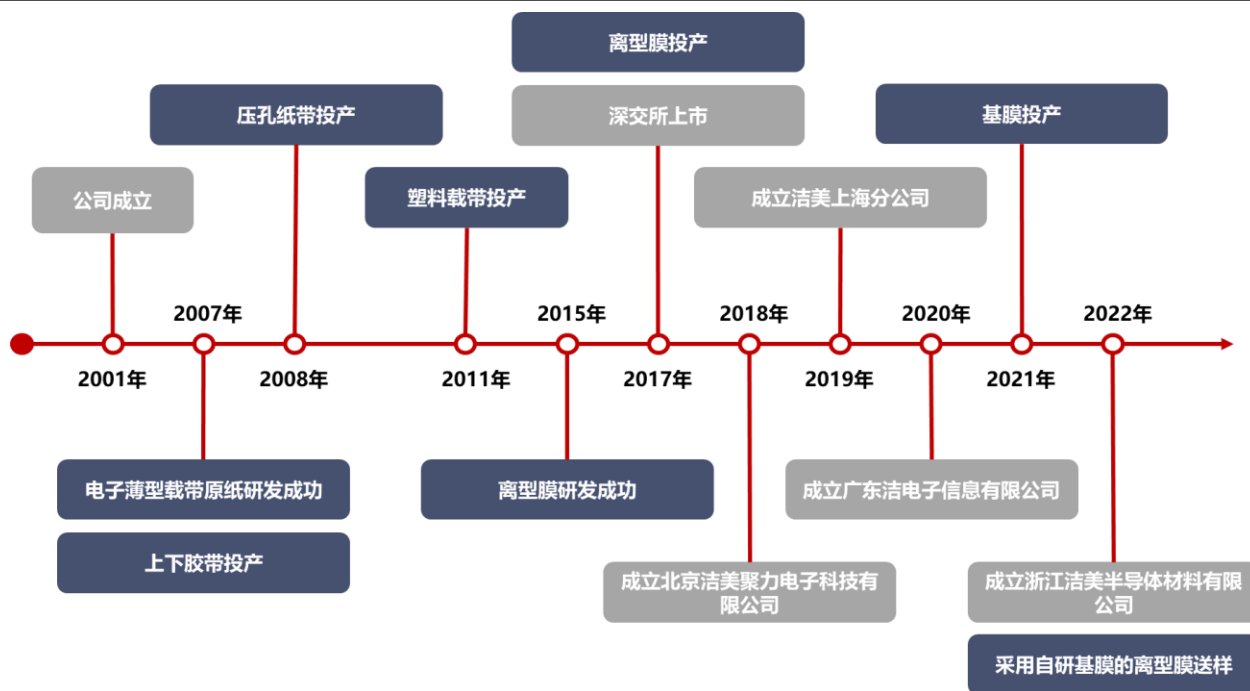 离型膜投产
压孔纸带投产
深交所上市
基膜投产
公司成立
塑料载带投产
成立洁美上海分公司
2007年
2015年
2018年
2020年
2022年
2001年
2008年
2011年
2017年
2019年
2021年
电子薄型载带原纸研发成功
离型膜研发成功
成立广东洁电子信息有限公司
上下胶带投产
成立北京洁美聚力电子科技有
限公司
成立浙江洁美半导体材料有限
公司
采用自研基膜的离型膜送样